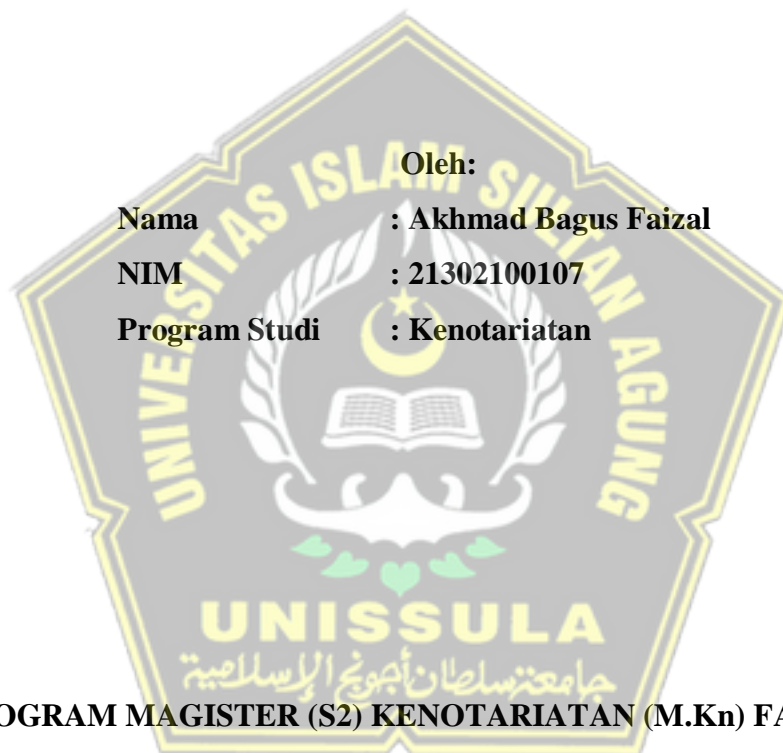 UNIVERSITAS ISLAM SULTAN AGUNG
Oleh:
Nama : Akhmad Bagus Faizal
NIM : 21302100107
Program Studi : Kenotariatan
UNISSULA
جامعة سلطان أجونج الإسلامية
OGRAM MAGISTER (S2) KENOTARIATAN (M.Kn) FA